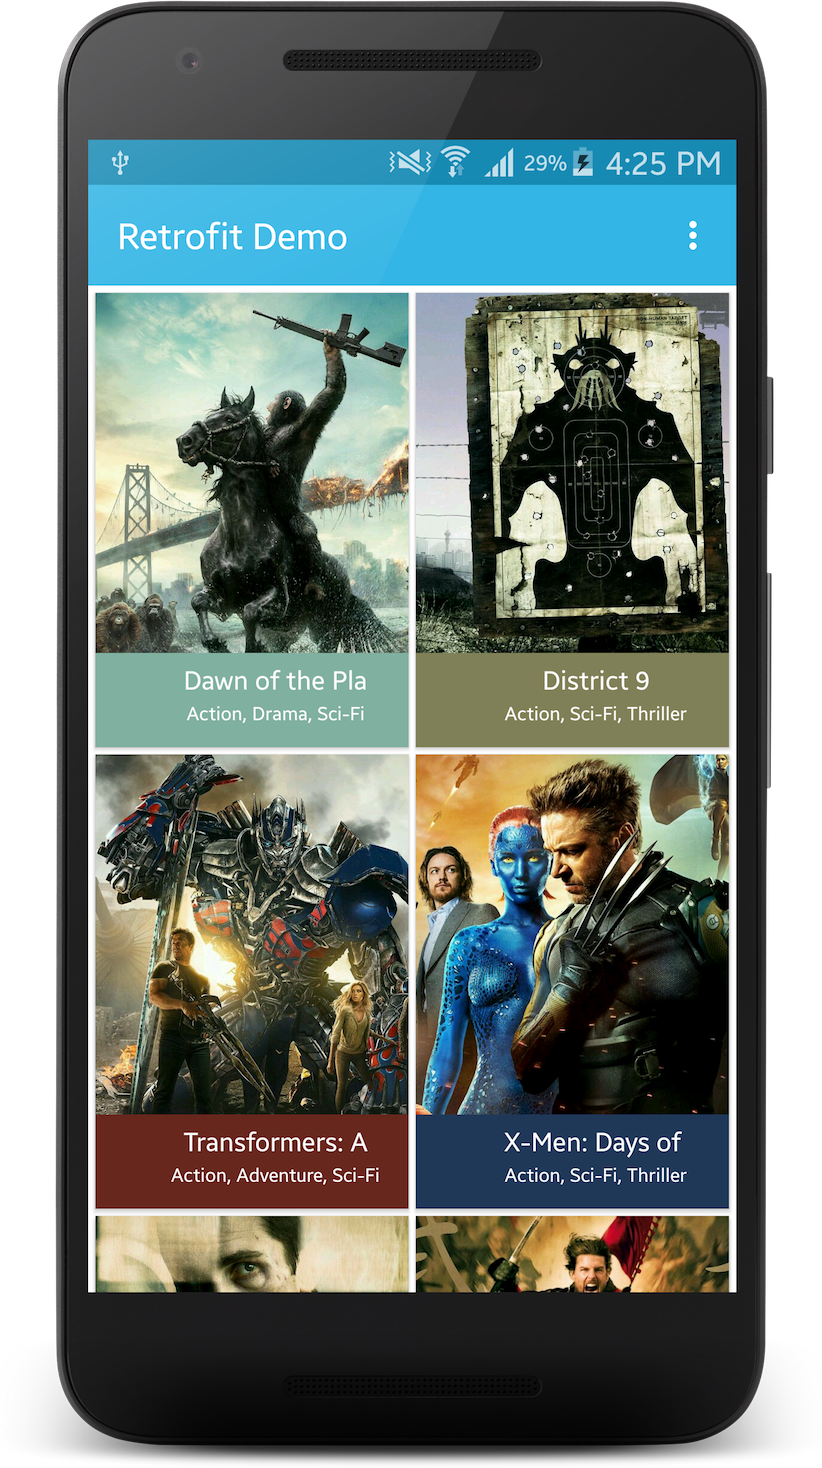 29% 4:25 PM
Retrofit Demo
Dawn of the Pla
Action, Drama, Sci-Fi
District 9
Action, Sci-Fi, Thriller
Transformers: A
Action, Adventure, Sci-Fi
X-Men: Days of
Action, Sci-Fi, Thriller